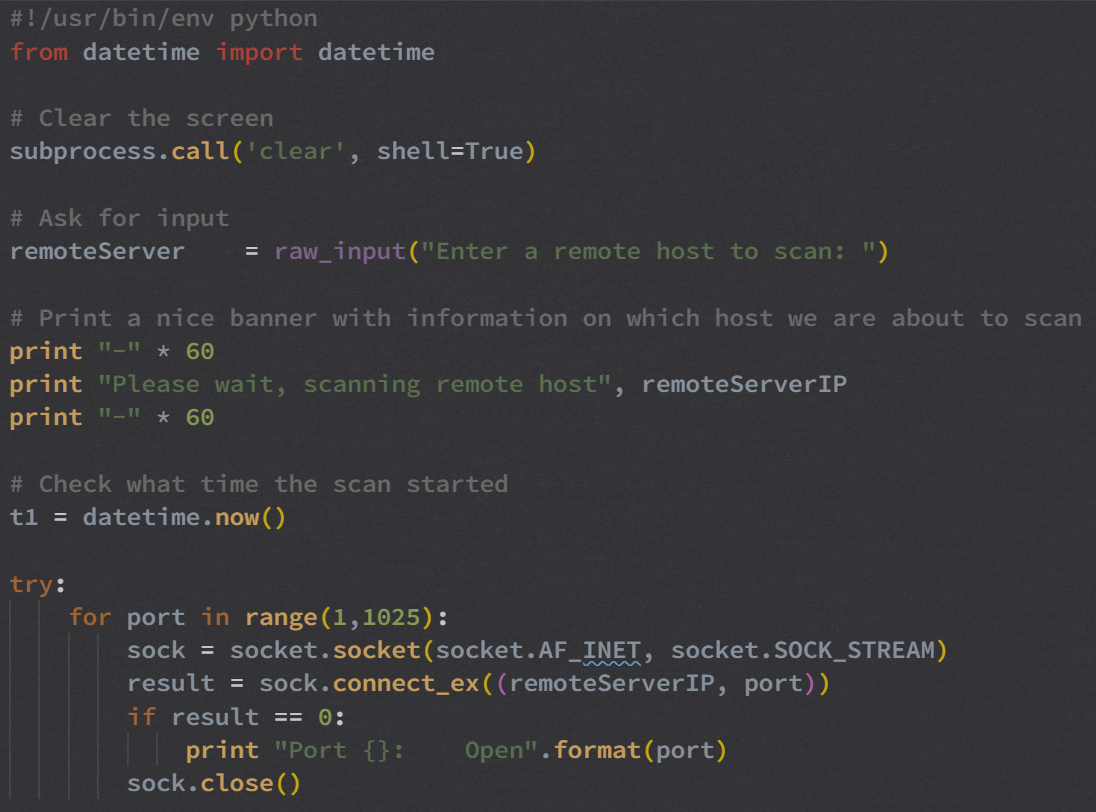 #!/usr/bin/env python
from datetime import datetime

# Clear the screen
subprocess.call('clear', shell=True)

# Ask for input
remoteServer    = raw_input("Enter a remote host to scan: ")

# Print a nice banner with information on which host we are about to scan
print "-" * 60
print "Please wait, scanning remote host", remoteServerIP
print "-" * 60

# Check what time the scan started
t1 = datetime.now()

try:
    for port in range(1,1025):
        sock = socket.socket(socket.AF_INET, socket.SOCK_STREAM)
        result = sock.connect_ex((remoteServerIP, port))
        if result == 0:
            print "Port {}:    Open".format(port)
        sock.close()